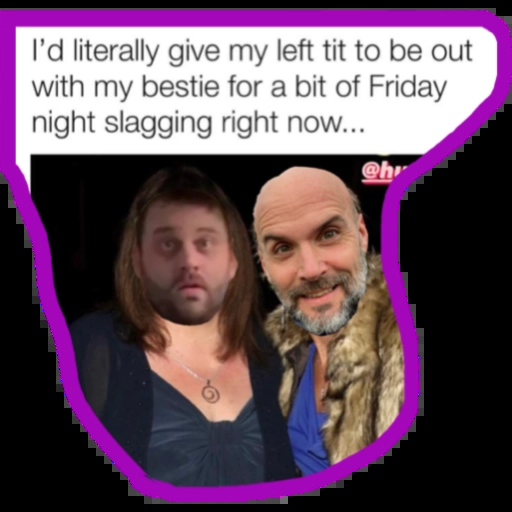 I'd literally give my left tit to be out
with my bestie for a bit of Friday
night slagging right now...